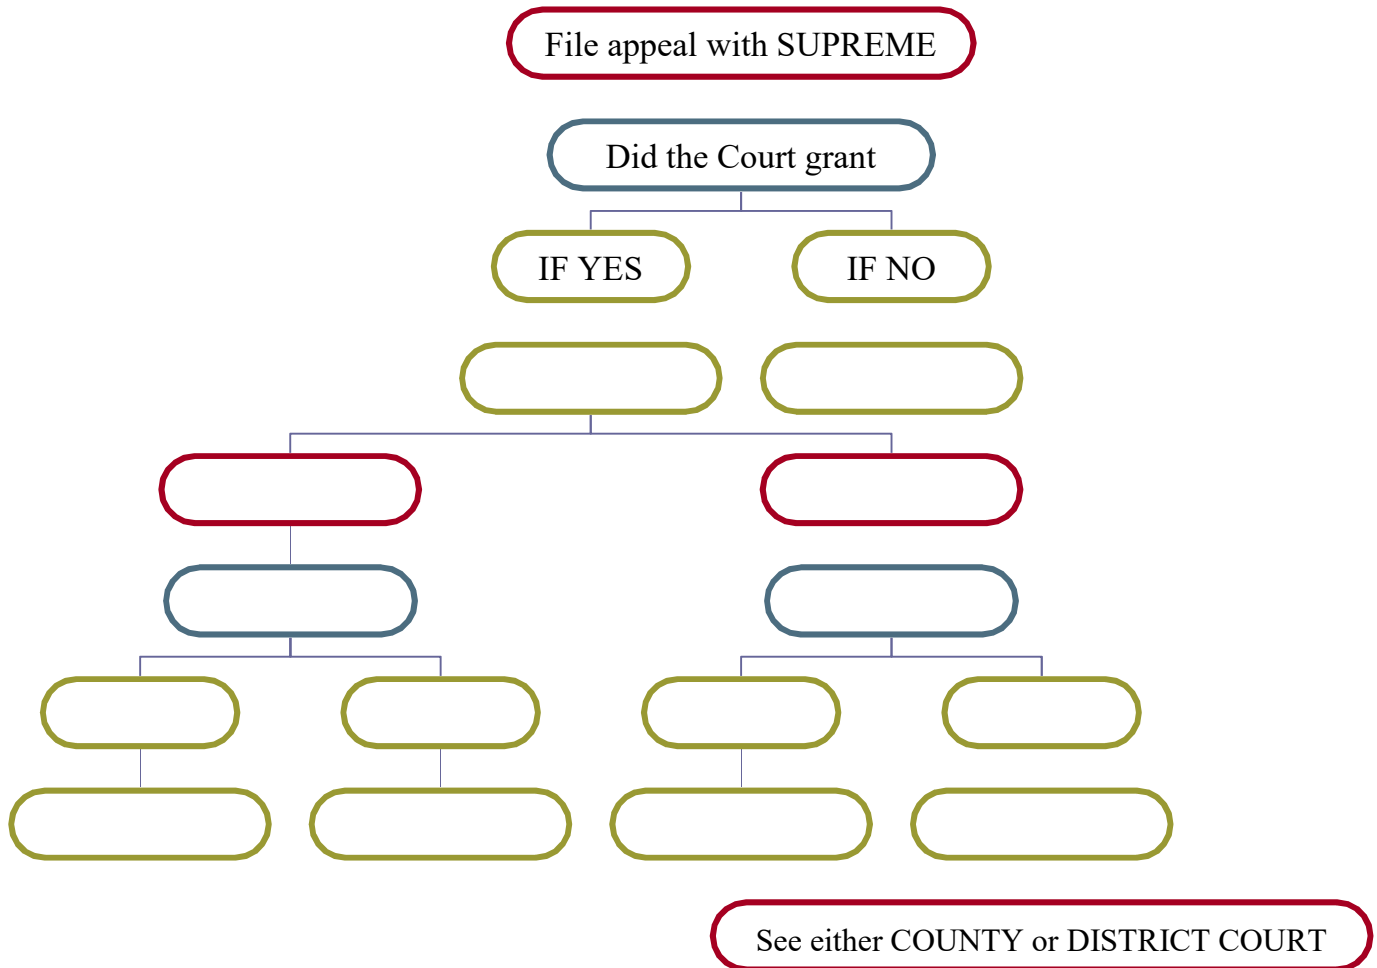 File appeal with SUPREME
Did the Court grant
IF YES
IF NO
See either COUNTY or DISTRICT COURT